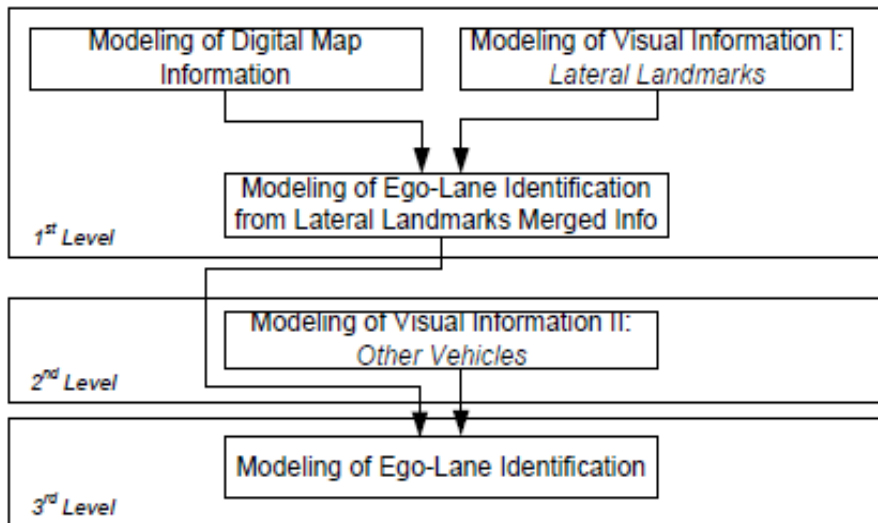 Modeling of Digital Map
Information
Modeling of Visual Information I:
Lateral Landmarks
Modeling of Ego-Lane Identification
from Lateral Landmarks Merged Info
1st Level
Modeling of Visual Information II:
Other Vehicles
2nd Level
Modeling of Ego-Lane Identification
3rd Level